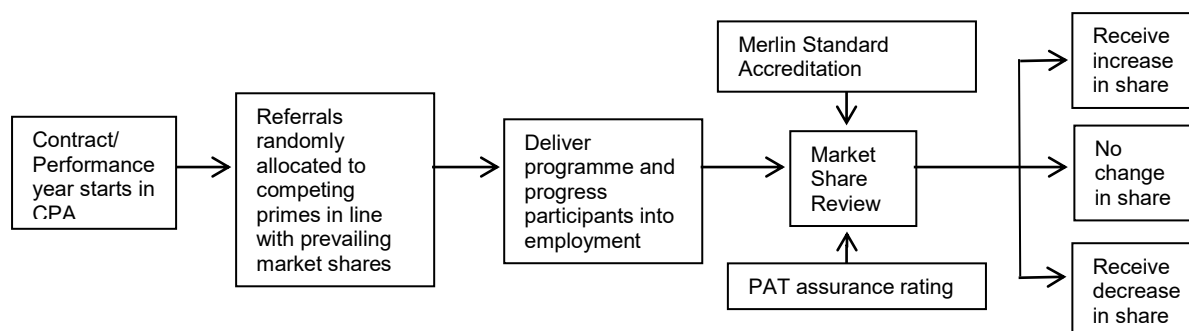 Contract/
Performance
year starts in
CPA
Referrals
randomly
allocated to
competing
primes in line
with prevailing
market shares
Deliver
programme and
progress
participants into
employment
Merlin Standard
Accreditation
Market
Share
Review
PAT assurance rating
Receive
increase in
share
No
change in
share
Receive
decrease
in share